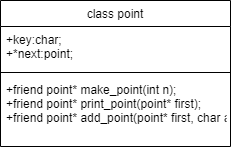 class point
+key:char;
+*next:point;
+friend point* make_point(int n);
+friend point* print_point(point* first);
+friend point* add_point(point* first, char a